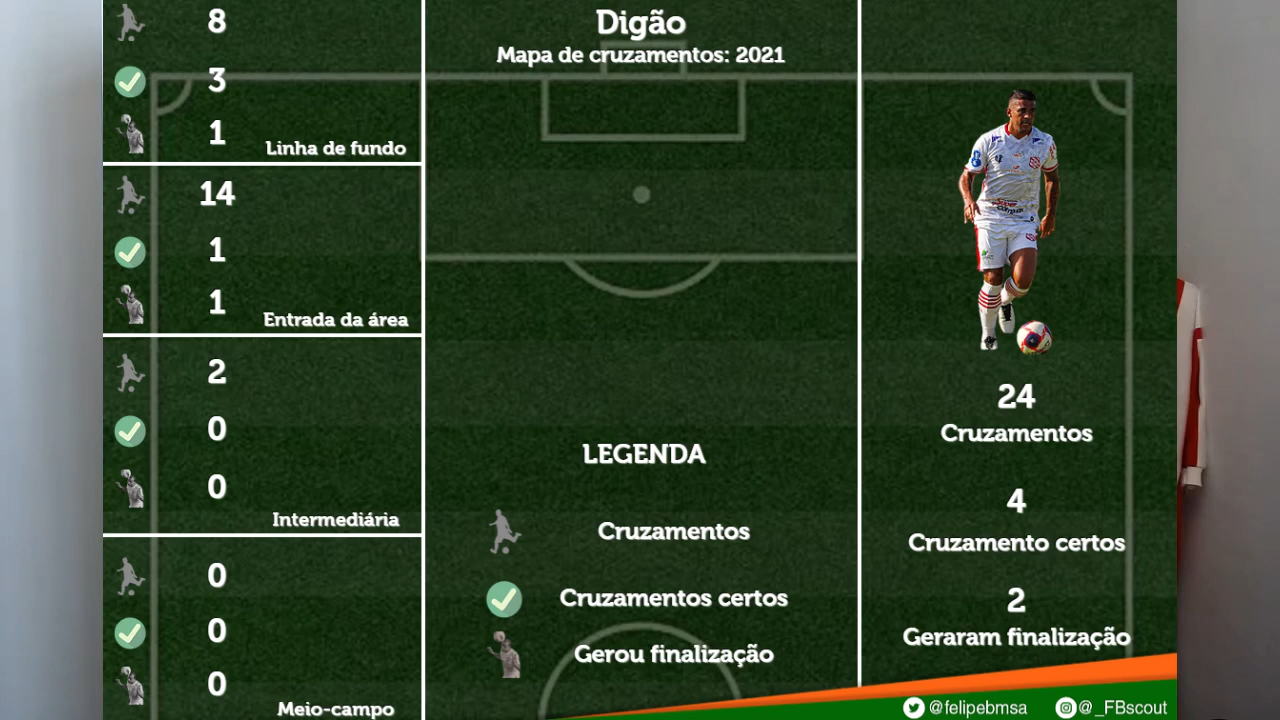 Digão
Mapa de cruzamentos: 2021
8
3
1
Linha de fundo
14
1
1
Entrada da área
2
0
0
Intermediária
0
0
0
Meio-campo
LEGENDA
Cruzamentos
Cruzamentos certos
Gerou finalização
24
Cruzamentos
4
Cruzamento certos
2
Geraram finalização
@felipebmsa
@_FBscout